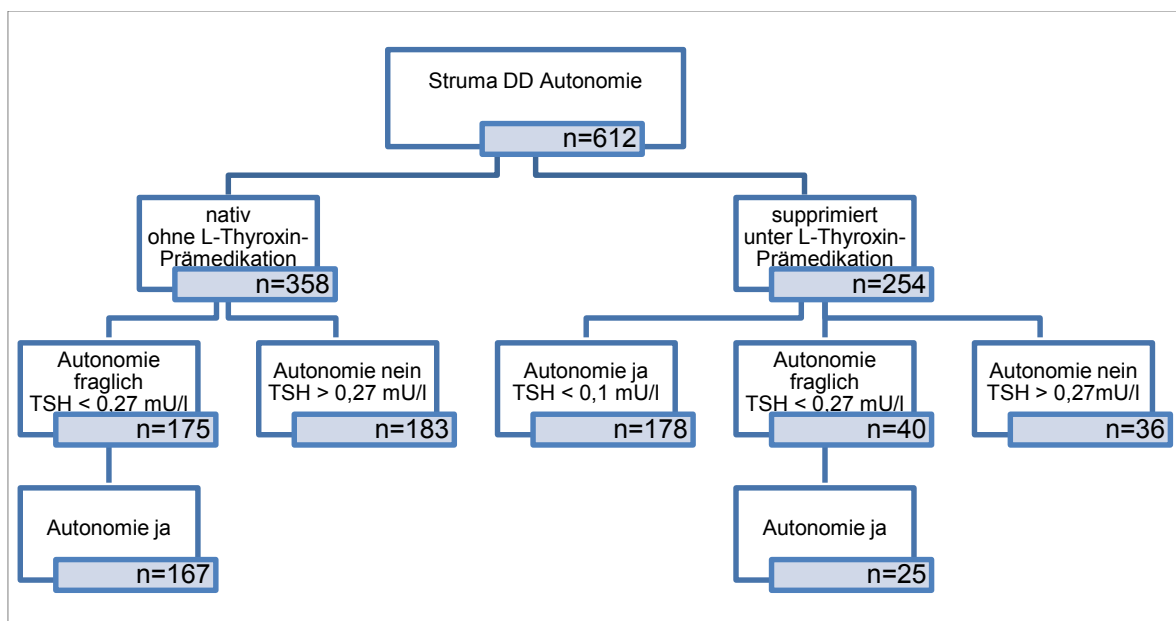 Struma DD Autonomie
n=612
nativ
ohne L-Thyroxin-
Prämedikation
n=358
supprimiert
unter L-Thyroxin-
Prämedikation
n=254
Autonomie
fraglich
TSH < 0,27 mU/l
n=175
Autonomie nein
TSH > 0,27 mU/l
n=183
Autonomie ja
TSH < 0,1 mU/l
n=178
Autonomie
fraglich
TSH < 0,27 mU/l
n=40
Autonomie nein
TSH > 0,27mU/l
n=36
Autonomie ja
n=167
Autonomie ja
n=25